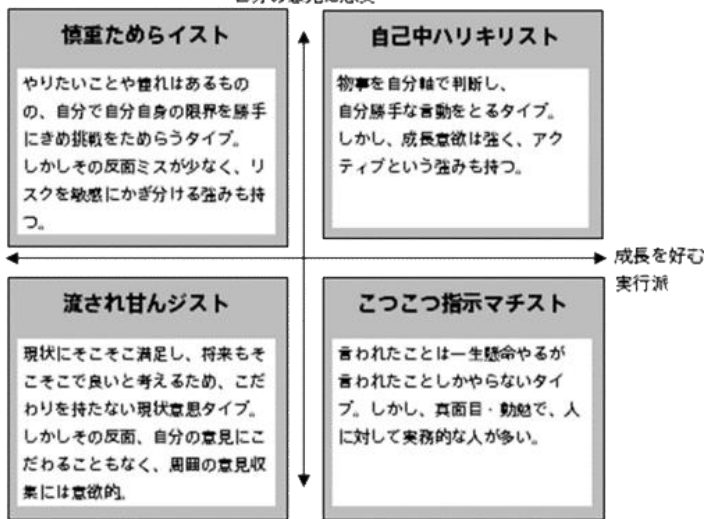 慎重ためらイスト
やりたいことや憧れはあるもの
の、自分で自分自身の限界を勝手
にきめ挑戦をためらうタイプ。
しかしその反面ミスが少なく、リ
スクを敏感にかぎ分ける強みも持
つ。
自己中ハリキリスト
物事を自分軸で判断し、
自分勝手な言動をとるタイプ。
しかし、成長意欲は強く、アク
ティブという強みも持つ。
成長を好む
実行派
流され甘んジスト
現状にそこそこ満足し、将来もそ
こそこで良いと考えるため、こだ
わりを持たない現状意思タイプ。
しかしその反面、自分の意見にこ
だわることもなく、周囲の意見収
集には意欲的。
こつこつ指示マチスト
言われたことは一生懸命やるが
言われたことしかやらないタイ
プ。しかし、真面目・勤勉で、人
に対して実務的な人が多い。